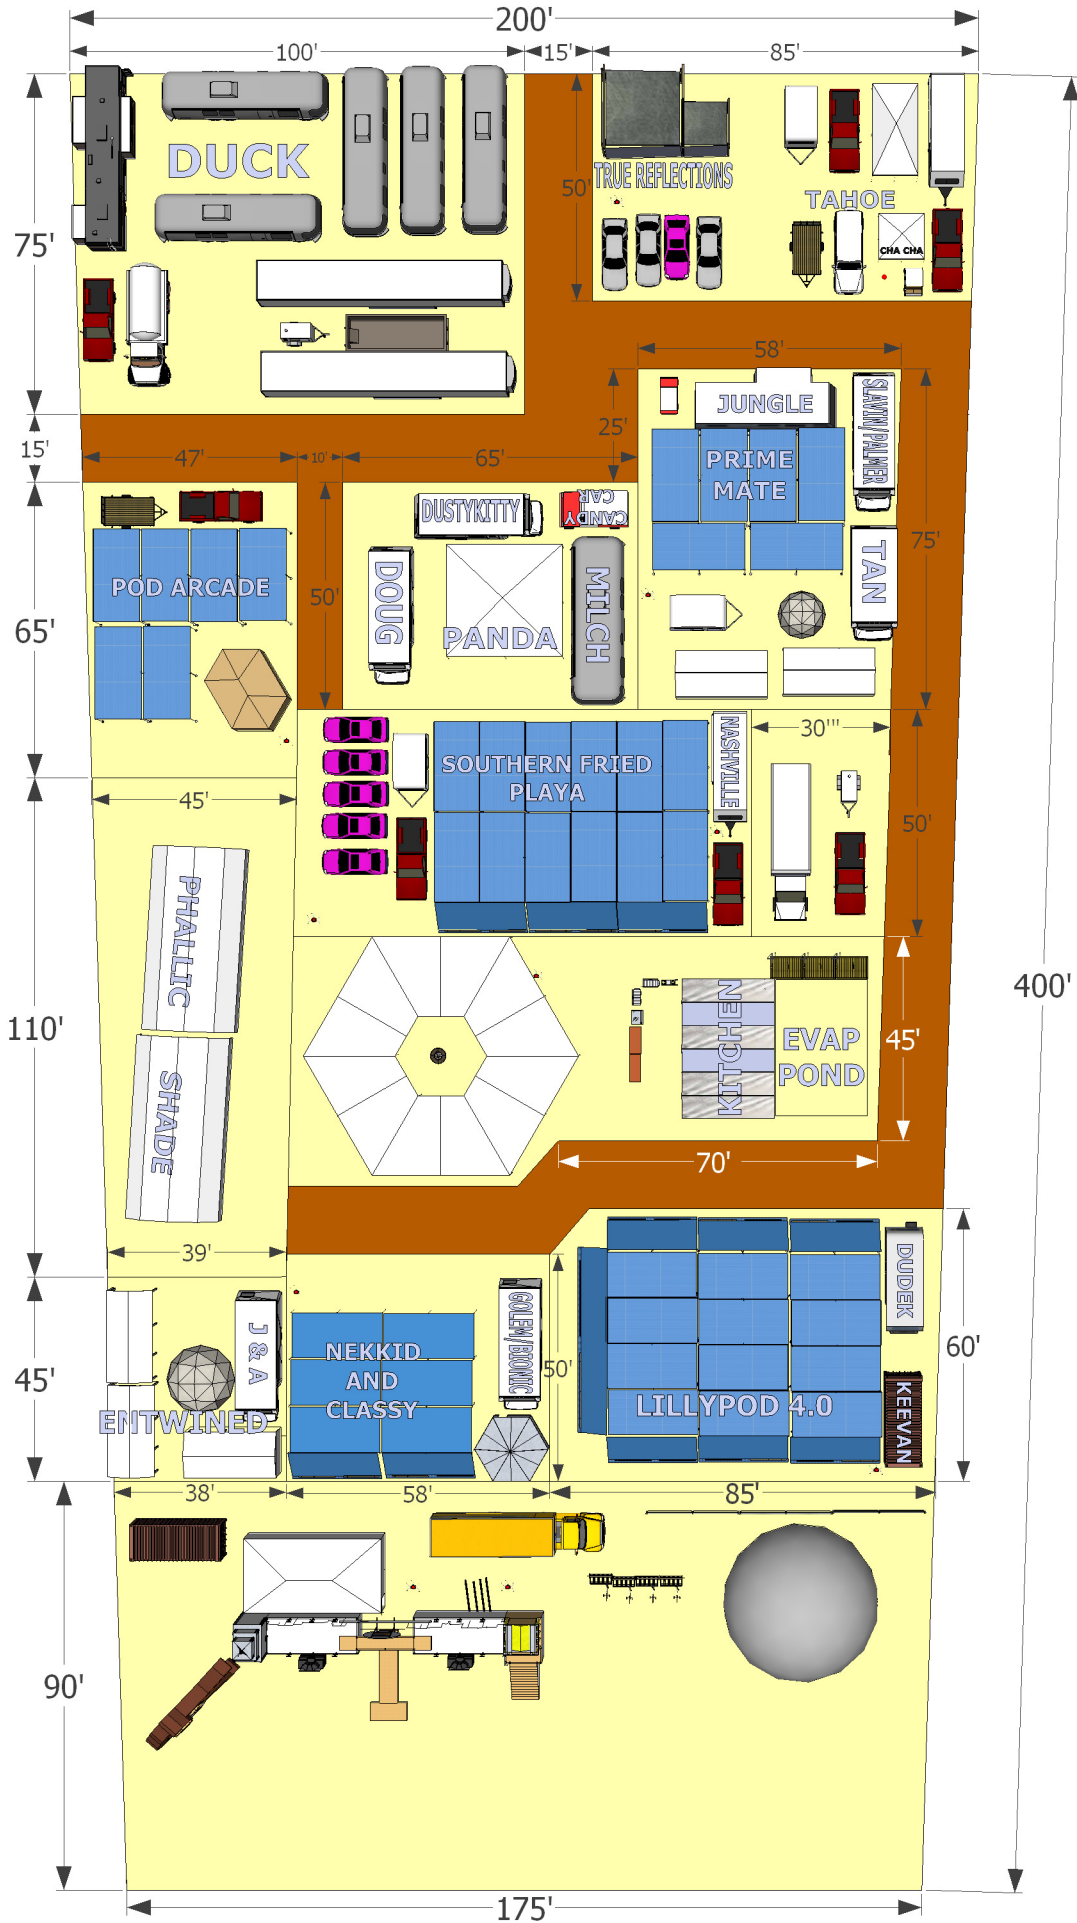 200'
100'
15'
85'
DUCK
TRUE REFLECTIONS
TAHOE
CHA CHA
50'
75'
58'
15'
47'
10'
65'
25'
JUNGLE
SLAVIN/PALMER
PRIME
MATE
DUSTYKITTY
CANDY
CAR
POD ARCADE
50'
DOUG
PANDA
MILCH
TAN
75'
65'
45'
SOUTHERN FRIED
PLAYA
NASHVILLE
30'''
50'
PHALLIC
SHADE
400'
110'
KITCHEN
EVAP
POND
4'
4'
4'
45'
70'
39'
J & A
ENTWINED
NEKKID
AND
CLASSY
GOLEM/BIONIC
50'
LILLYPOD 4.0
DUDEK
KEEVAN
60'
45'
38'
58'
85'
90'
175'